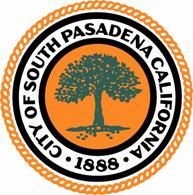 CITY OF SOUTH PASADENA CALIFORNIA
· 1888 ·